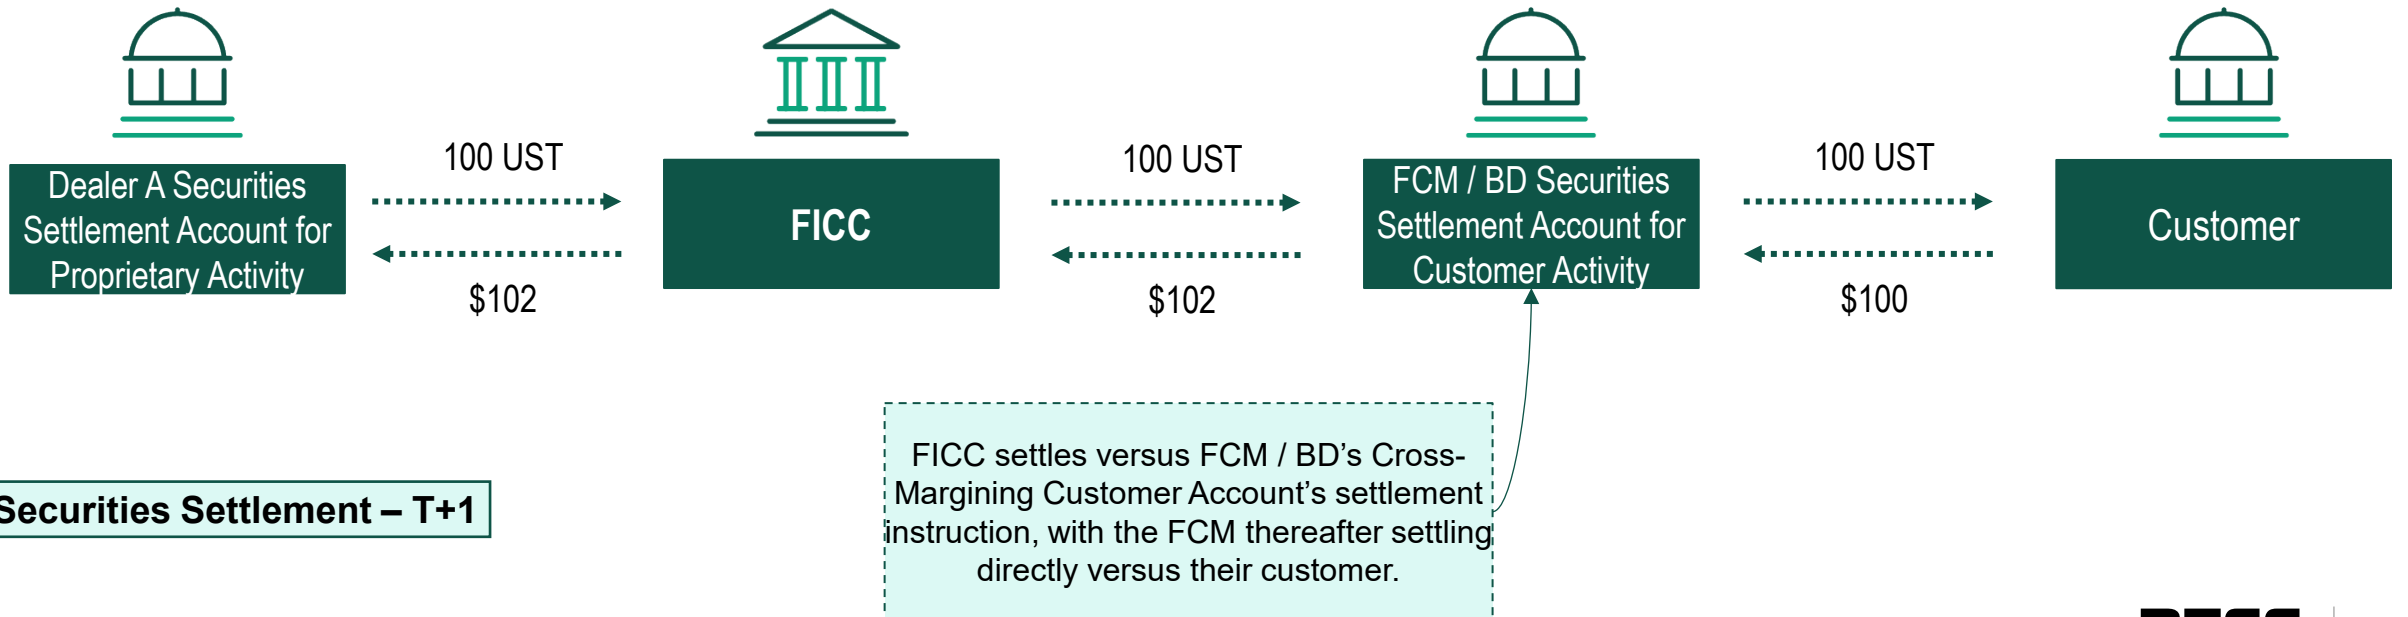 100 UST
100 UST
100 UST
Dealer A Securities
Settlement Account for
Proprietary Activity
FICC
FCM / BD Securities
Settlement Account for
Customer Activity
Customer
$102
$102
$100
FICC settles versus FCM / BD’s Cross-
Margining Customer Account’s settlement
instruction, with the FCM thereafter settling
directly versus their customer.
Securities Settlement – T+1